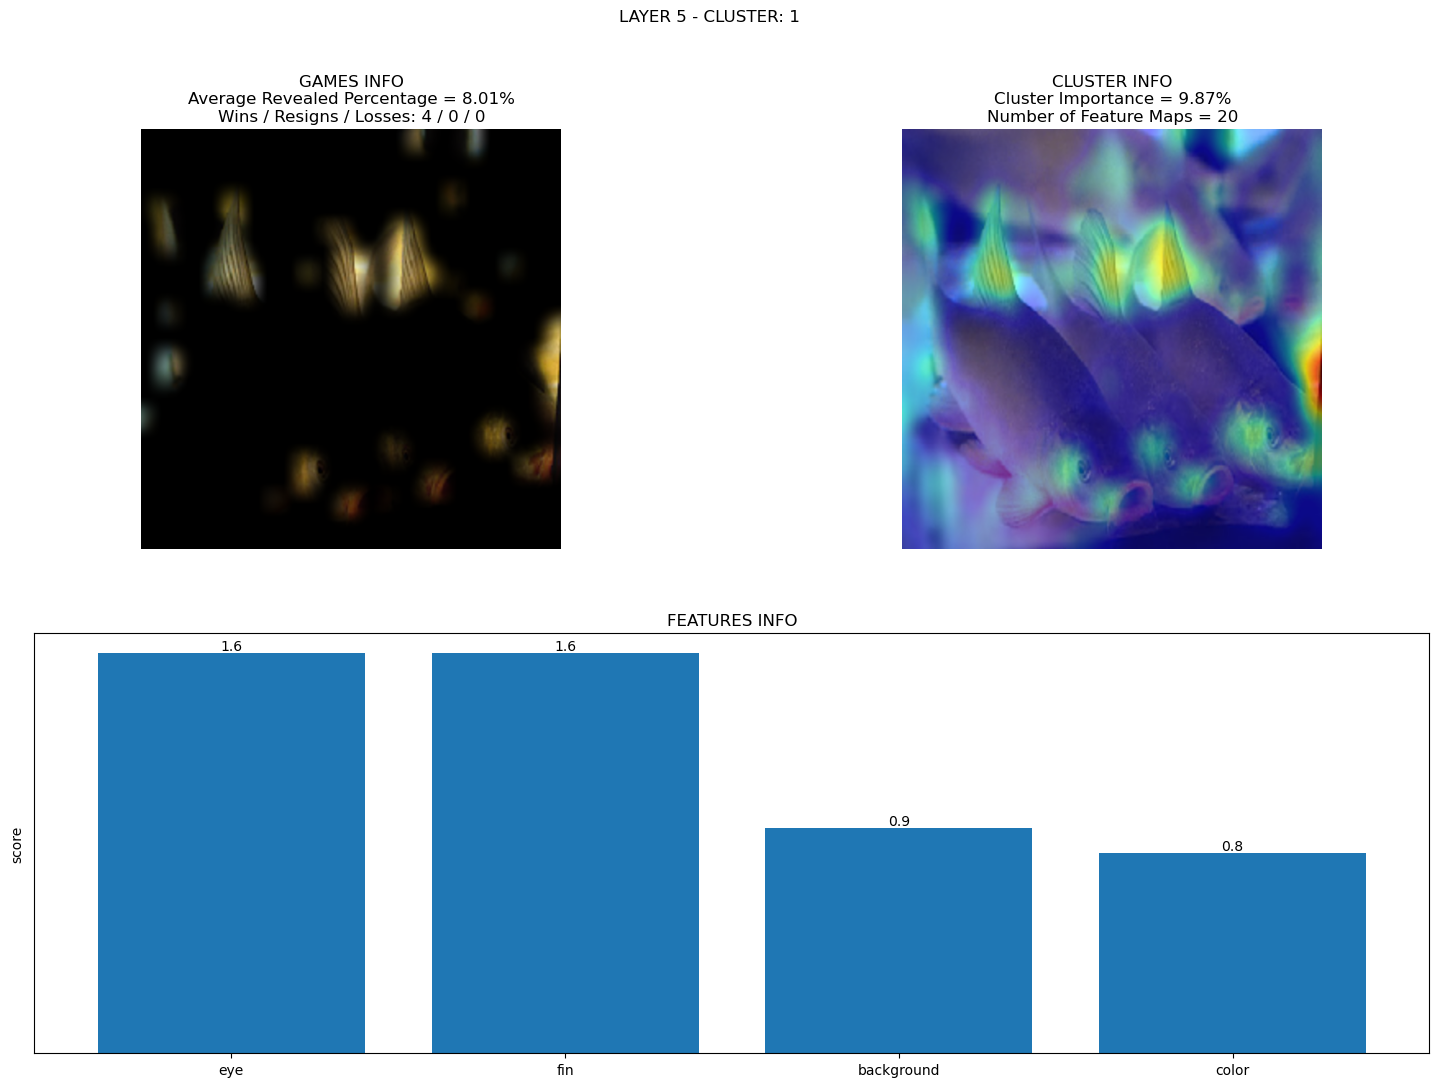 LAYER 5 - CLUSTER: 1
GAMES INFO
Average Revealed Percentage = 8.01%
Wins / Resigns / Losses: 4 / 0 / 0
CLUSTER INFO
Cluster Importance = 9.87%
Number of Feature Maps = 20
FEATURES INFO
score
1.6
1.6
0.9
0.8
eye
fin
background
color